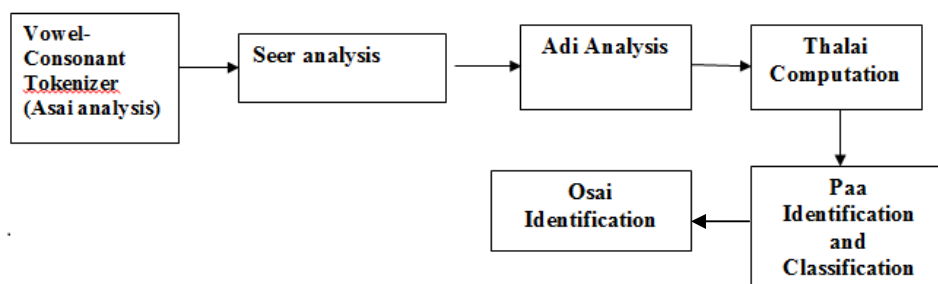 Vowel-
Consonant
Tokenizer
(Asai analysis)
Seer analysis
Adi Analysis
Thalai
Computation
Paa
Identification
and
Classification
Osai
Identification
.